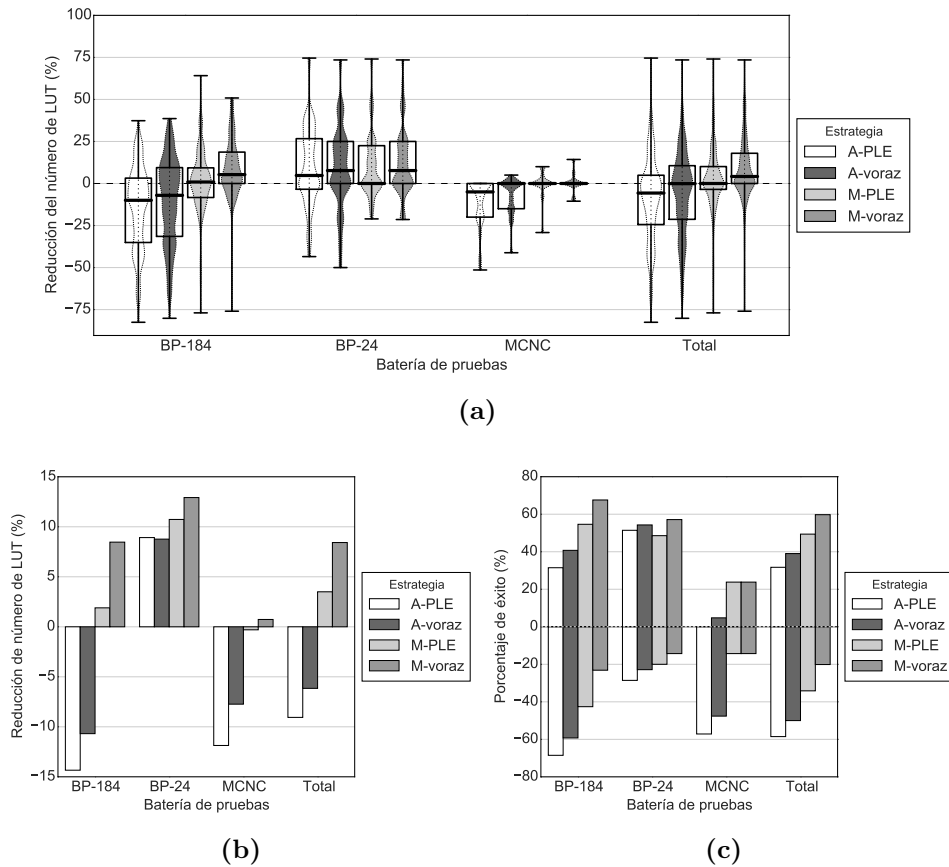 Reducción del número de LUT (%)
100
75
50
25
0
−25
−50
−75
BP-184 BP-24 MCNC Total
Batería de pruebas
Estrategia
A-PLE
A-voraz
M-PLE
M-voraz
(a)
Reducción de número de LUT (%)
15
10
5
0
−5
−10
−15
BP-184 BP-24 MCNC Total
Batería de pruebas
Estrategia
A-PLE
A-voraz
M-PLE
M-voraz
(b)
Porcentaje de éxito (%)
80
60
40
20
0
−20
−40
−60
−80
BP-184 BP-24 MCNC Total
Batería de pruebas
Estrategia
A-PLE
A-voraz
M-PLE
M-voraz
(c)